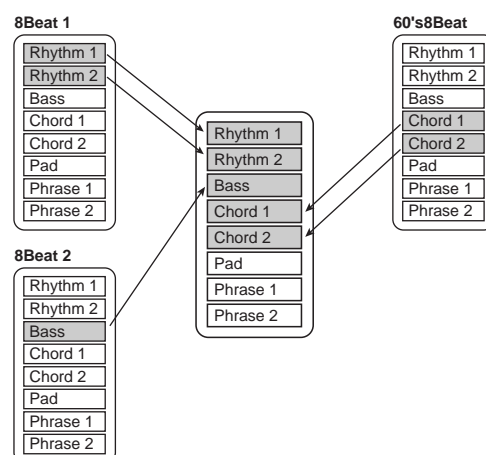 8Beat 1
Rhythm 1
Rhythm 2
Bass
Chord 1
Chord 2
Pad
Phrase 1
Phrase 2
8Beat 2
Rhythm 1
Rhythm 2
Bass
Chord 1
Chord 2
Pad
Phrase 1
Phrase 2
Rhythm 1
Rhythm 2
Bass
Chord 1
Chord 2
Pad
Phrase 1
Phrase 2
60's8Beat
Rhythm 1
Rhythm 2
Bass
Chord 1
Chord 2
Pad
Phrase 1
Phrase 2